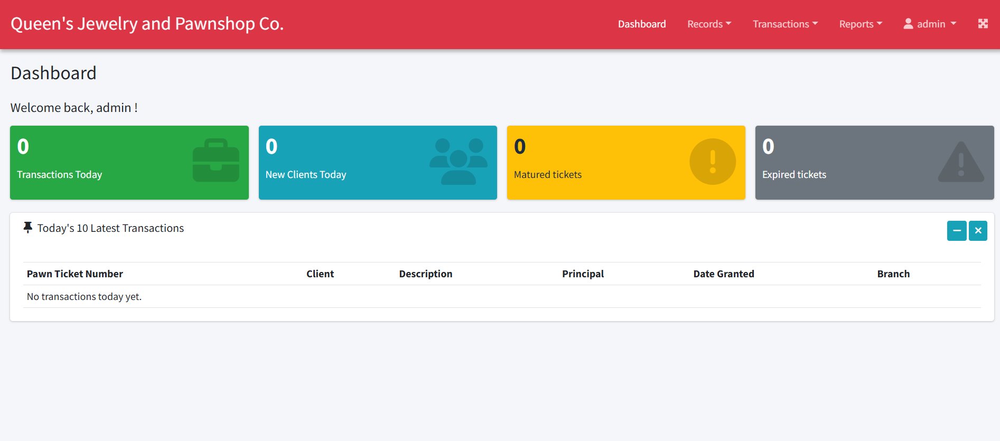 Queen's Jewelry and Pawnshop Co.
Dashboard Records Transactions Reports admin
Dashboard
Welcome back, admin !
0 0 0 0
Transactions Today New Clients Today Matured tickets Expired tickets
Today's 10 Latest Transactions
Pawn Ticket Number Client Description Principal Date Granted Branch
No transactions today yet.